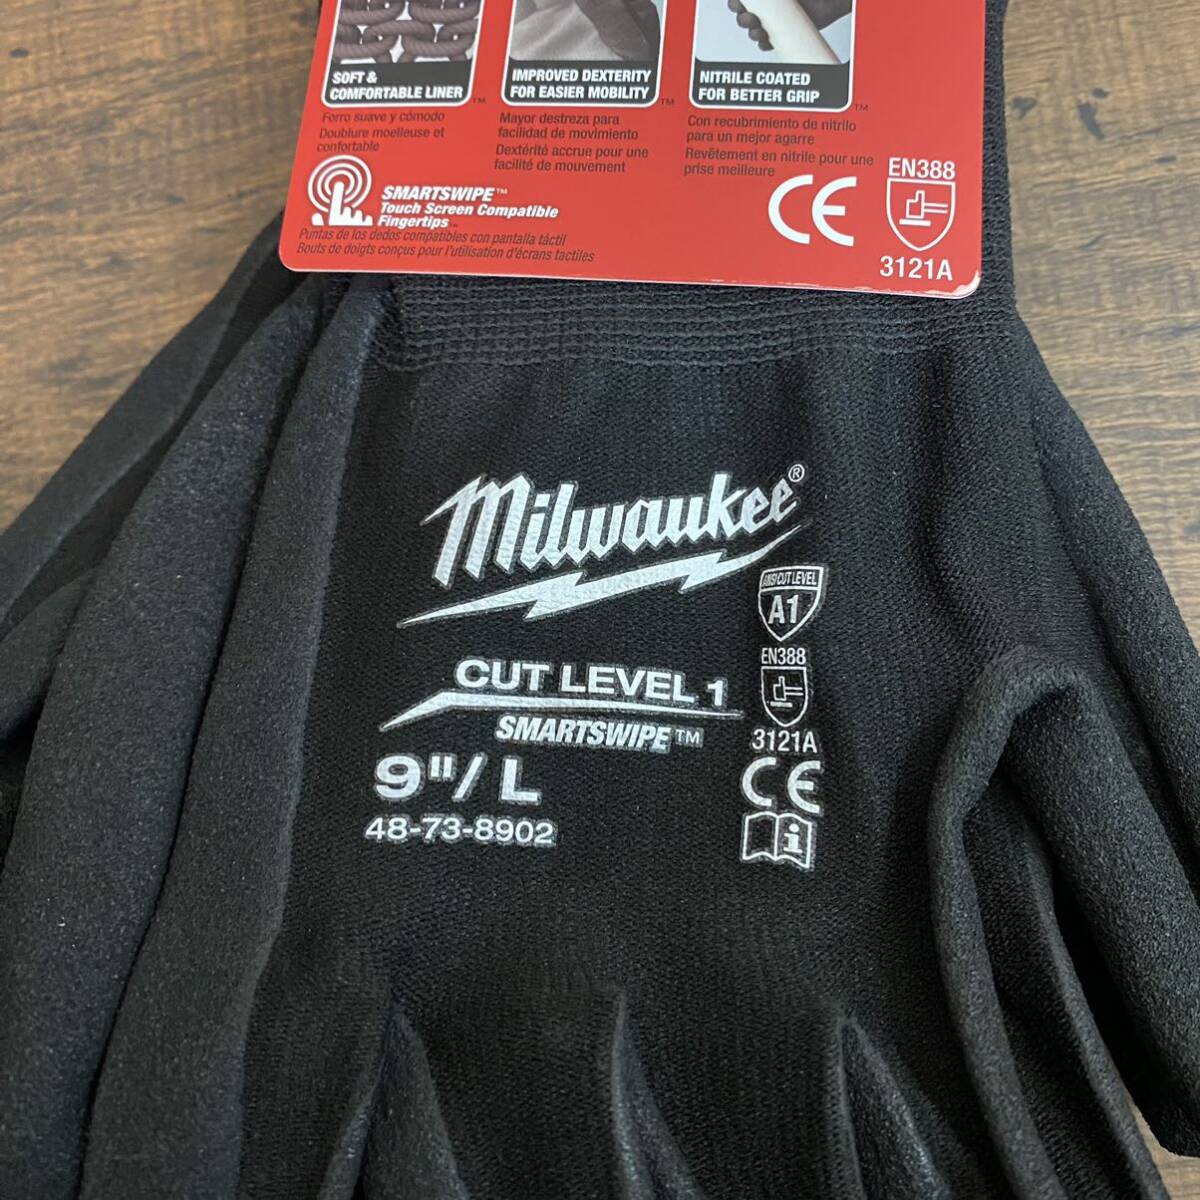 SOFT &
COMFORTABLE LINER™
Forro suave y cómodo
Doublure moelleuse et
confortable
IMPROVED DEXTERITY
FOR EASIER MOBILITY™
Mayor destreza para
facilidad de movimiento
Dextérité accrue pour une
facilité de mouvement
NITRILE COATED
FOR BETTER GRIP™
Con recubrimiento de nitrilo
para un mejor agarre
Revêtement en nitrile pour une
prise meilleure
SMARTSWIPE™
Touch Screen Compatible
Fingertips™
Puntas de los dedos compatibles con pantalla táctil
Bouts de doigts conçus pour l'utilisation d'écrans tactiles
CE
EN388
3121A
Milwaukee®
ANSI CUT LEVEL
A1
CUT LEVEL 1
SMARTSWIPE™
EN388
3121A
9"/L
48-73-8902
CE
i